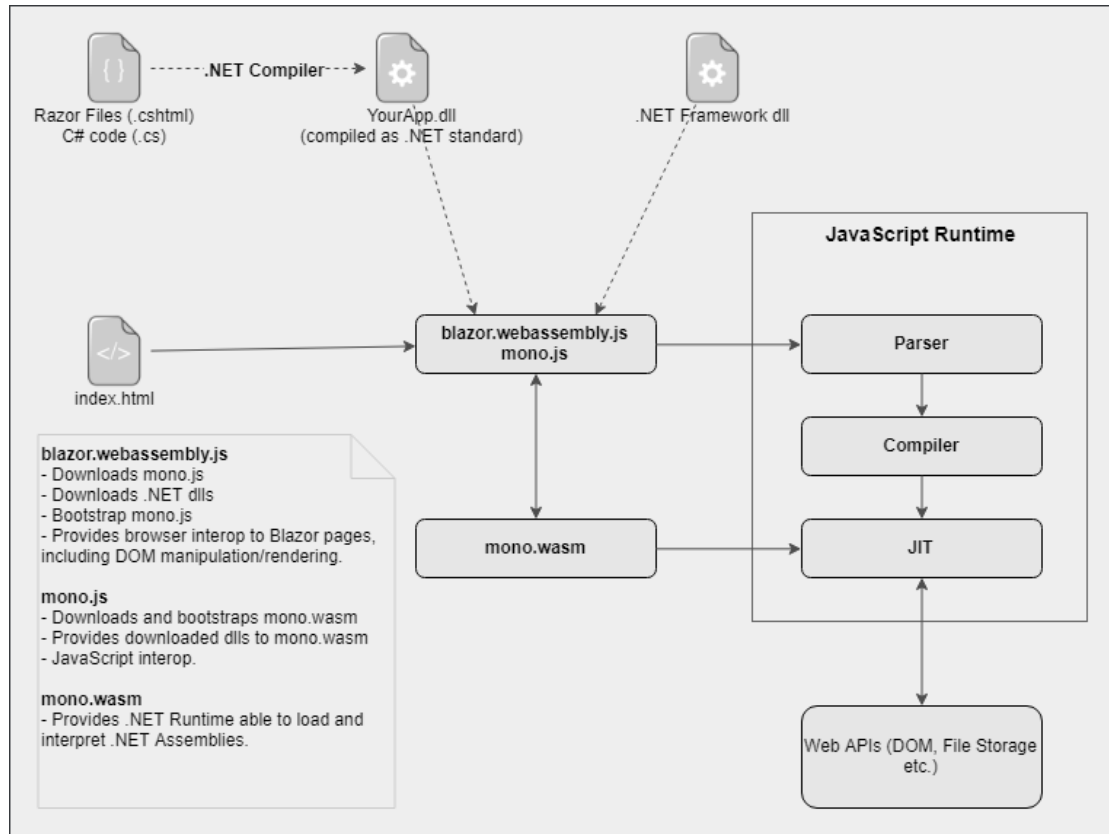 { }
.NET Compiler
Razor Files (.cshtml)
C# code (.cs)
YourApp.dll
(compiled as .NET standard)
.NET Framework dll
JavaScript Runtime
</>
index.html
blazor.webassembly.js
mono.js
Parser
Compiler
mono.wasm
JIT
Web APIs (DOM, File Storage
etc.)
blazor.webassembly.js
- Downloads mono.js
- Downloads .NET dlls
- Bootstrap mono.js
- Provides browser interop to Blazor pages,
including DOM manipulation/rendering.
mono.js
- Downloads and bootstraps mono.wasm
- Provides downloaded dlls to mono.wasm
- JavaScript interop.
mono.wasm
- Provides .NET Runtime able to load and
interpret .NET Assemblies.